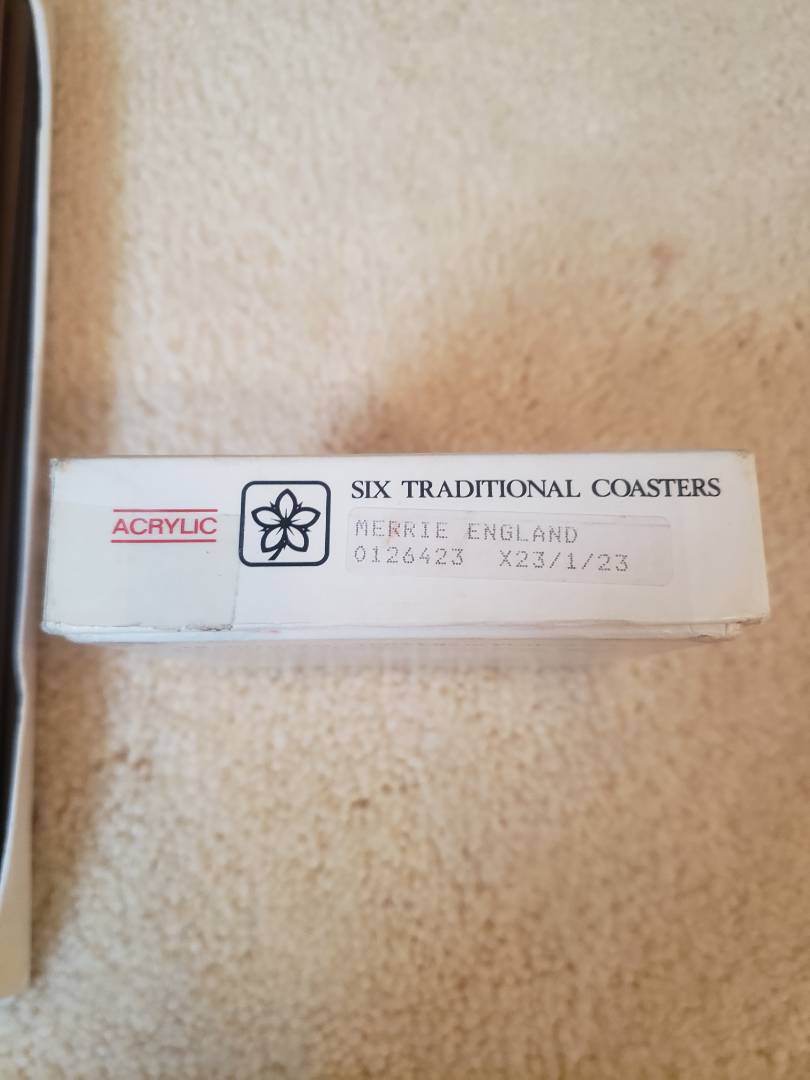 ACRYLIC
SIX TRADITIONAL COASTERS
MERRIE ENGLAND
0126423 X23/1/23